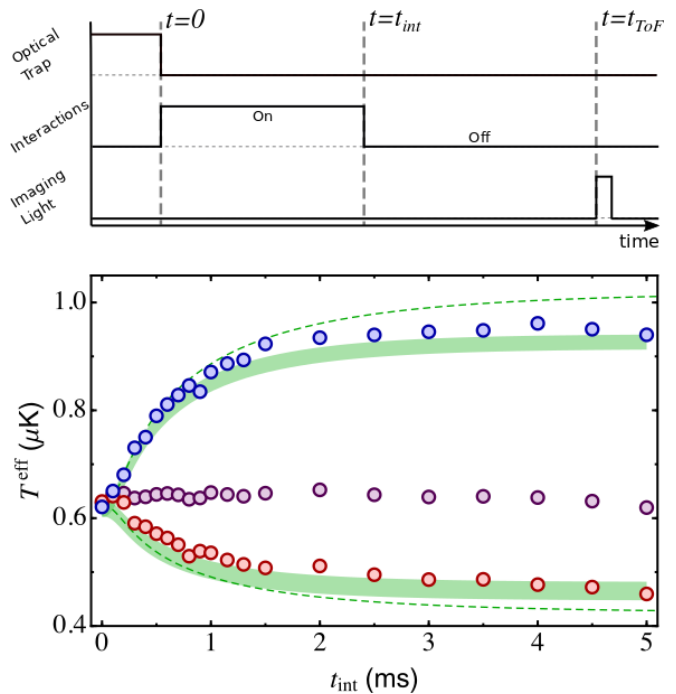 t=0
t=t_int
t=t_ToF
Optical
Trap
Interactions
On
Off
Imaging
Light
time
1.0
0.8
0.6
0.4
T^eff (μK)
0
1
2
3
4
5
t_int (ms)